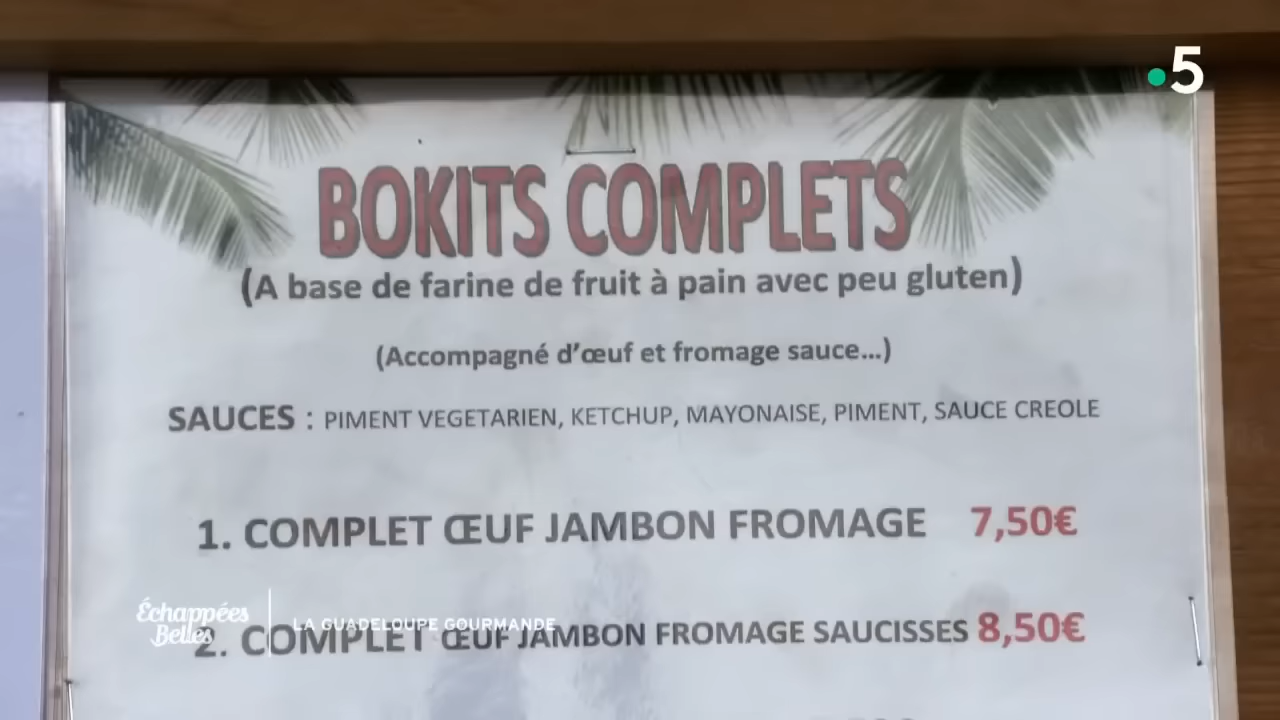 5
BOKITS COMPLETS
(A base de farine de fruit à pain avec peu gluten)
(Accompagné d'œuf et fromage sauce...)
SAUCES : PIMENT VEGETARIEN, KETCHUP, MAYONAISE, PIMENT, SAUCE CREOLE
1. COMPLET ŒUF JAMBON FROMAGE 7,50€
2. COMPLET ŒUF JAMBON FROMAGE SAUCISSES 8,50€
Échappées
Belles
LA GUADELOUPE GOURMANDE